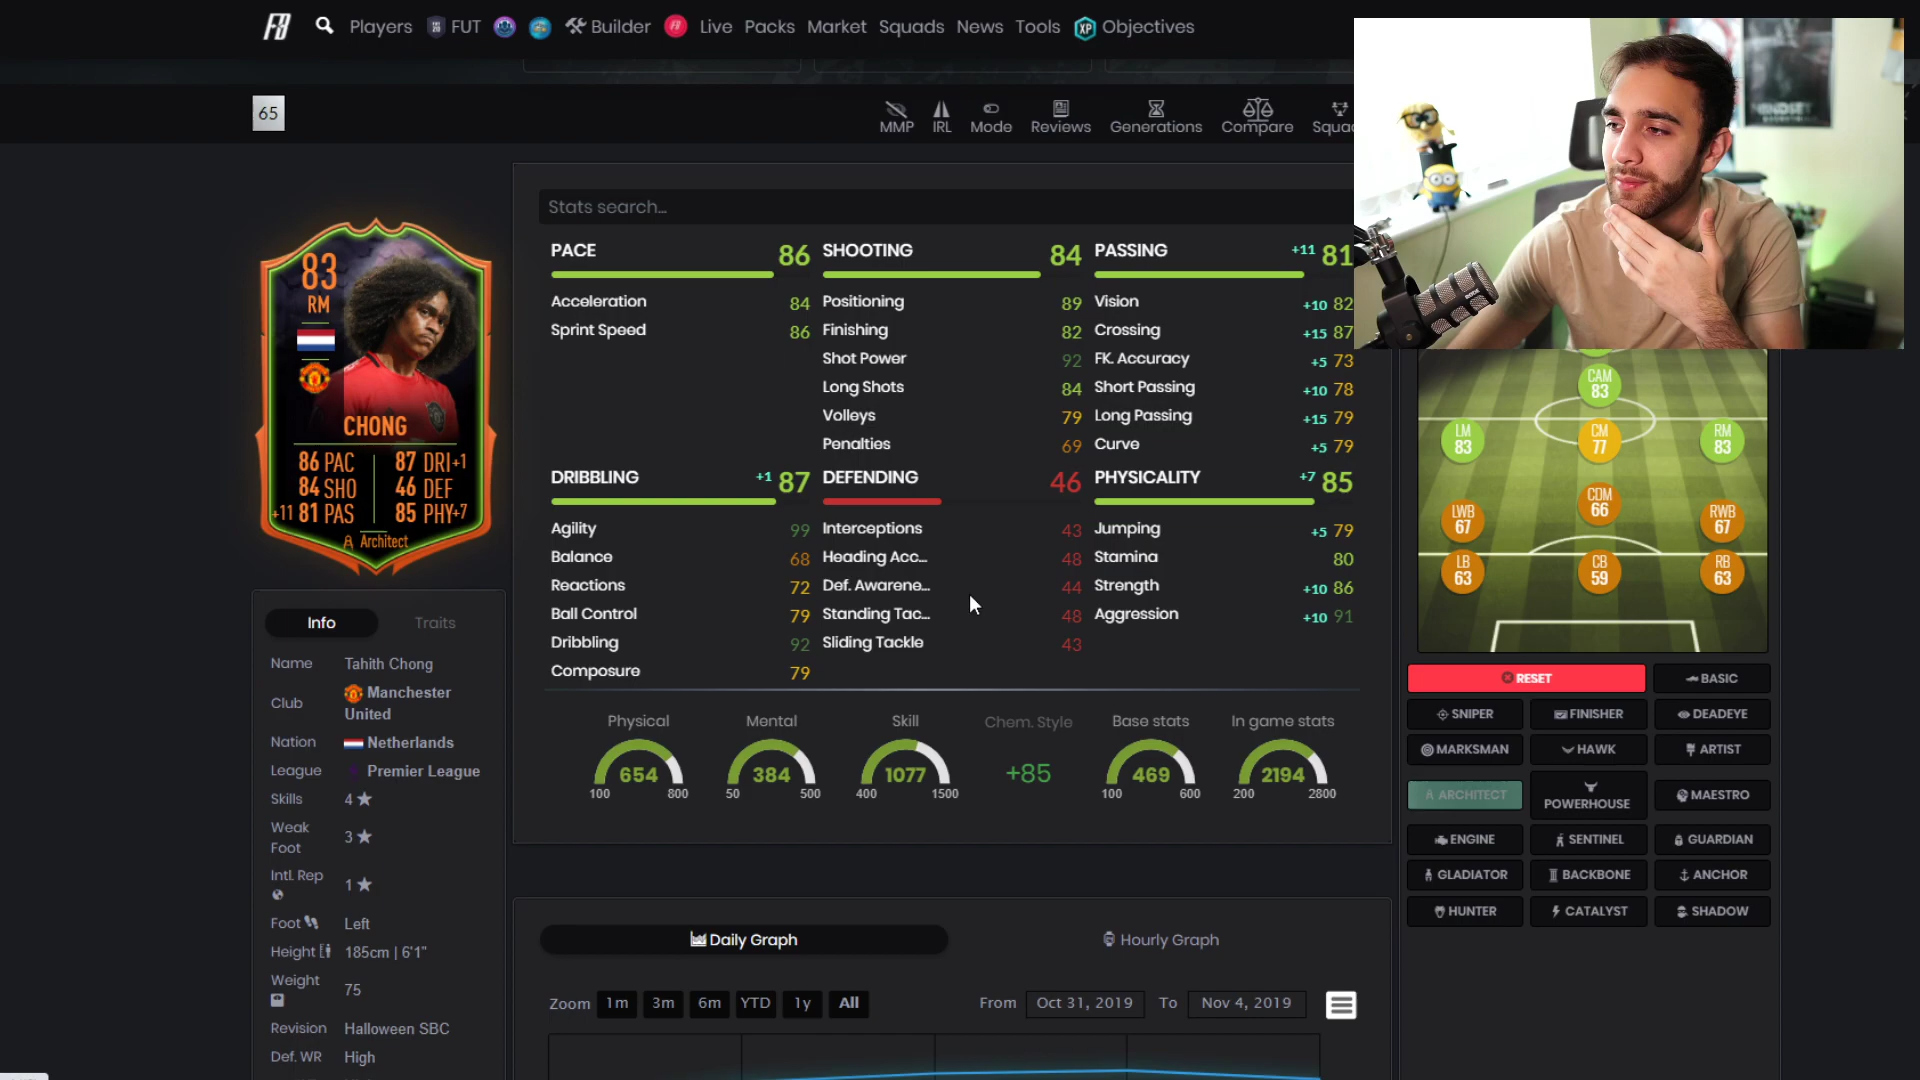 FB Players FUT Builder Live Packs Market Squads News Tools XP Objectives
65
MMP IRL Mode Reviews Generations Compare Squad
MINDSET
Stats search...
83
RM
CHONG
86 PAC 87 DRI+1
84 SHO 46 DEF
+11 81 PAS 85 PHY+7
Architect
PACE 86
Acceleration 84
Sprint Speed 86
SHOOTING 84
Positioning 89
Finishing 82
Shot Power 92
Long Shots 84
Volleys 79
Penalties 69
PASSING +11 81
Vision +10 82
Crossing +15 87
FK. Accuracy +5 73
Short Passing +10 78
Long Passing +15 79
Curve +5 79
DRIBBLING +1 87
Agility 99
Balance 68
Reactions 72
Ball Control 79
Dribbling 92
Composure 79
DEFENDING 46
Interceptions 43
Heading Acc... 48
Def. Awarene... 44
Standing Tac... 48
Sliding Tackle 43
PHYSICALITY +7 85
Jumping +5 79
Stamina 80
Strength +10 86
Aggression +10 91
Physical Mental Skill Chem. Style Base stats In game stats
654 384 1077 +85 469 2194
100 800 50 500 400 1500 100 600 200 2800
Info Traits
Name Tahith Chong
Club Manchester United
Nation Netherlands
League Premier League
Skills 4
Weak Foot 3
Intl. Rep 1
Foot Left
Height 185cm | 6'1"
Weight 75
Revision Halloween SBC
Def. WR High
CAM 83
LM 83 CM 77 RM 83
CDM 66
LWB 67 RWB 67
LB 63 CB 59 RB 63
RESET BASIC
SNIPER FINISHER DEADEYE
MARKSMAN HAWK ARTIST
ARCHITECT POWERHOUSE MAESTRO
ENGINE SENTINEL GUARDIAN
GLADIATOR BACKBONE ANCHOR
HUNTER CATALYST SHADOW
Daily Graph Hourly Graph
Zoom 1m 3m 6m YTD 1y All From Oct 31, 2019 To Nov 4, 2019